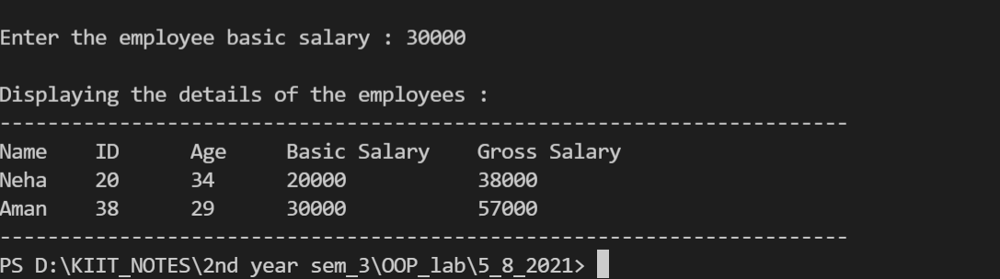 Enter the employee basic salary : 30000
Displaying the details of the employees :
-----------------------------------------------------------------------
Name    ID      Age     Basic Salary    Gross Salary
Neha    20      34      20000           38000
Aman    38      29      30000           57000
-----------------------------------------------------------------------
PS D:\KIIT_NOTES\2nd year sem_3\OOP_lab\5_8_2021>